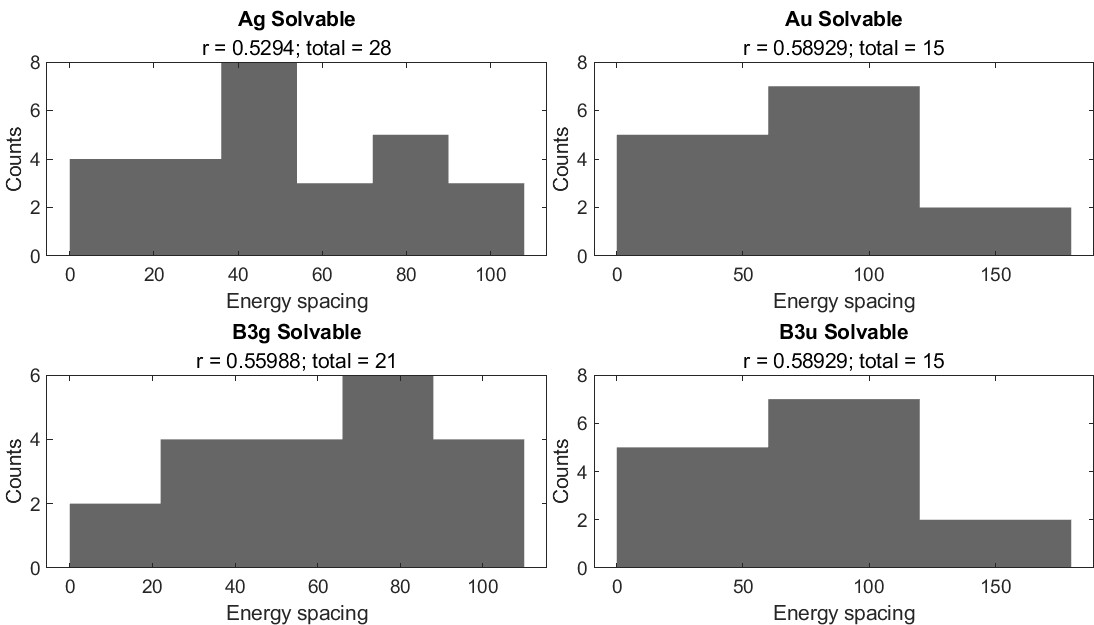 Ag Solvable
r = 0.5294; total = 28
8
6
4
2
0
Counts
0 20 40 60 80 100
Energy spacing
Au Solvable
r = 0.58929; total = 15
8
6
4
2
0
Counts
0 50 100 150
Energy spacing
B3g Solvable
r = 0.55988; total = 21
6
4
2
0
Counts
0 20 40 60 80 100
Energy spacing
B3u Solvable
r = 0.58929; total = 15
8
6
4
2
0
Counts
0 50 100 150
Energy spacing